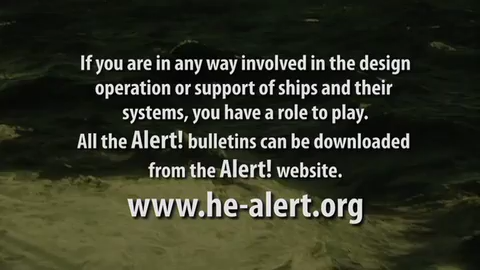 If you are in any way involved in the design
operation or support of ships and their
systems, you have a role to play.
All the Alert! bulletins can be downloaded
from the Alert! website.
www.he-alert.org